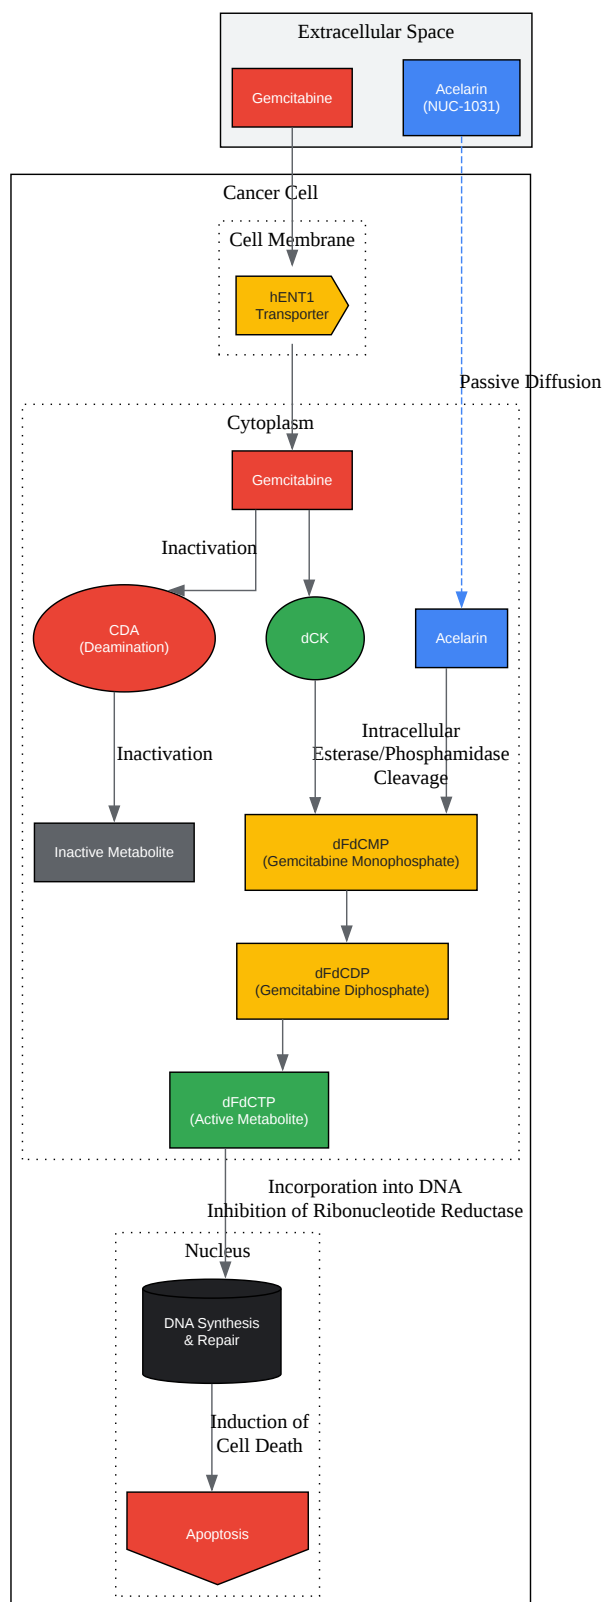 Extracellular Space
Gemcitabine
Acelarin
(NUC-1031)
Cancer Cell
Cell Membrane
hENT1
Transporter
Passive Diffusion
Cytoplasm
Gemcitabine
Inactivation
CDA
(Deamination)
dCK
Acelarin
Inactivation
Intracellular
Esterase/Phosphamidase
Cleavage
Inactive Metabolite
dFdCMP
(Gemcitabine Monophosphate)
dFdCDP
(Gemcitabine Diphosphate)
dFdCTP
(Active Metabolite)
Incorporation into DNA
Inhibition of Ribonucleotide Reductase
Nucleus
DNA Synthesis
& Repair
Induction of
Cell Death
Apoptosis